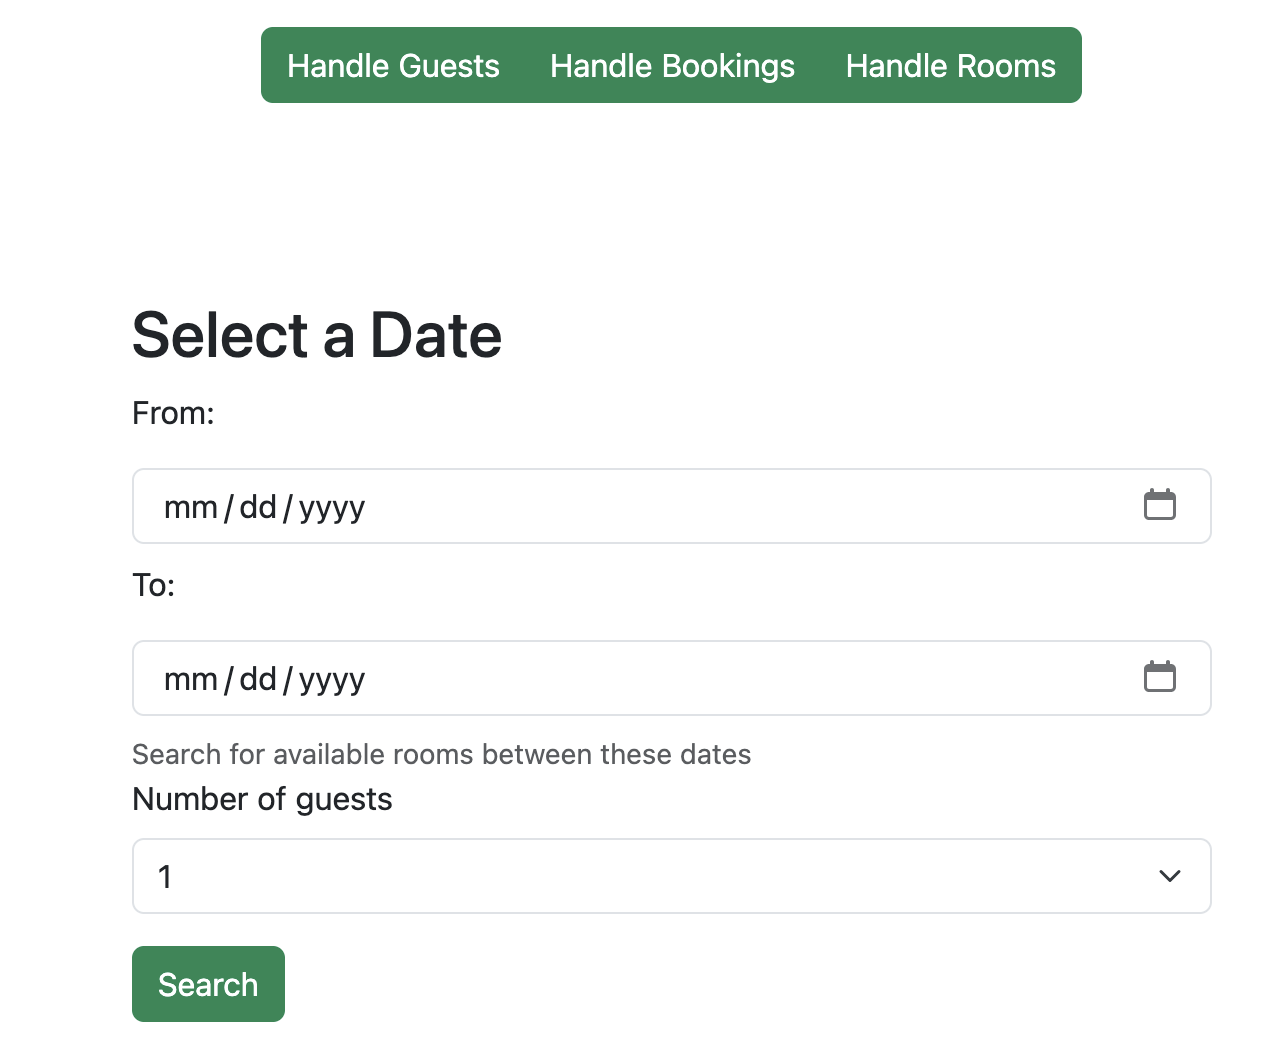 Handle Guests Handle Bookings Handle Rooms
Select a Date
From:
mm/dd/yyyy
To:
mm/dd/yyyy
Search for available rooms between these dates
Number of guests
1
Search